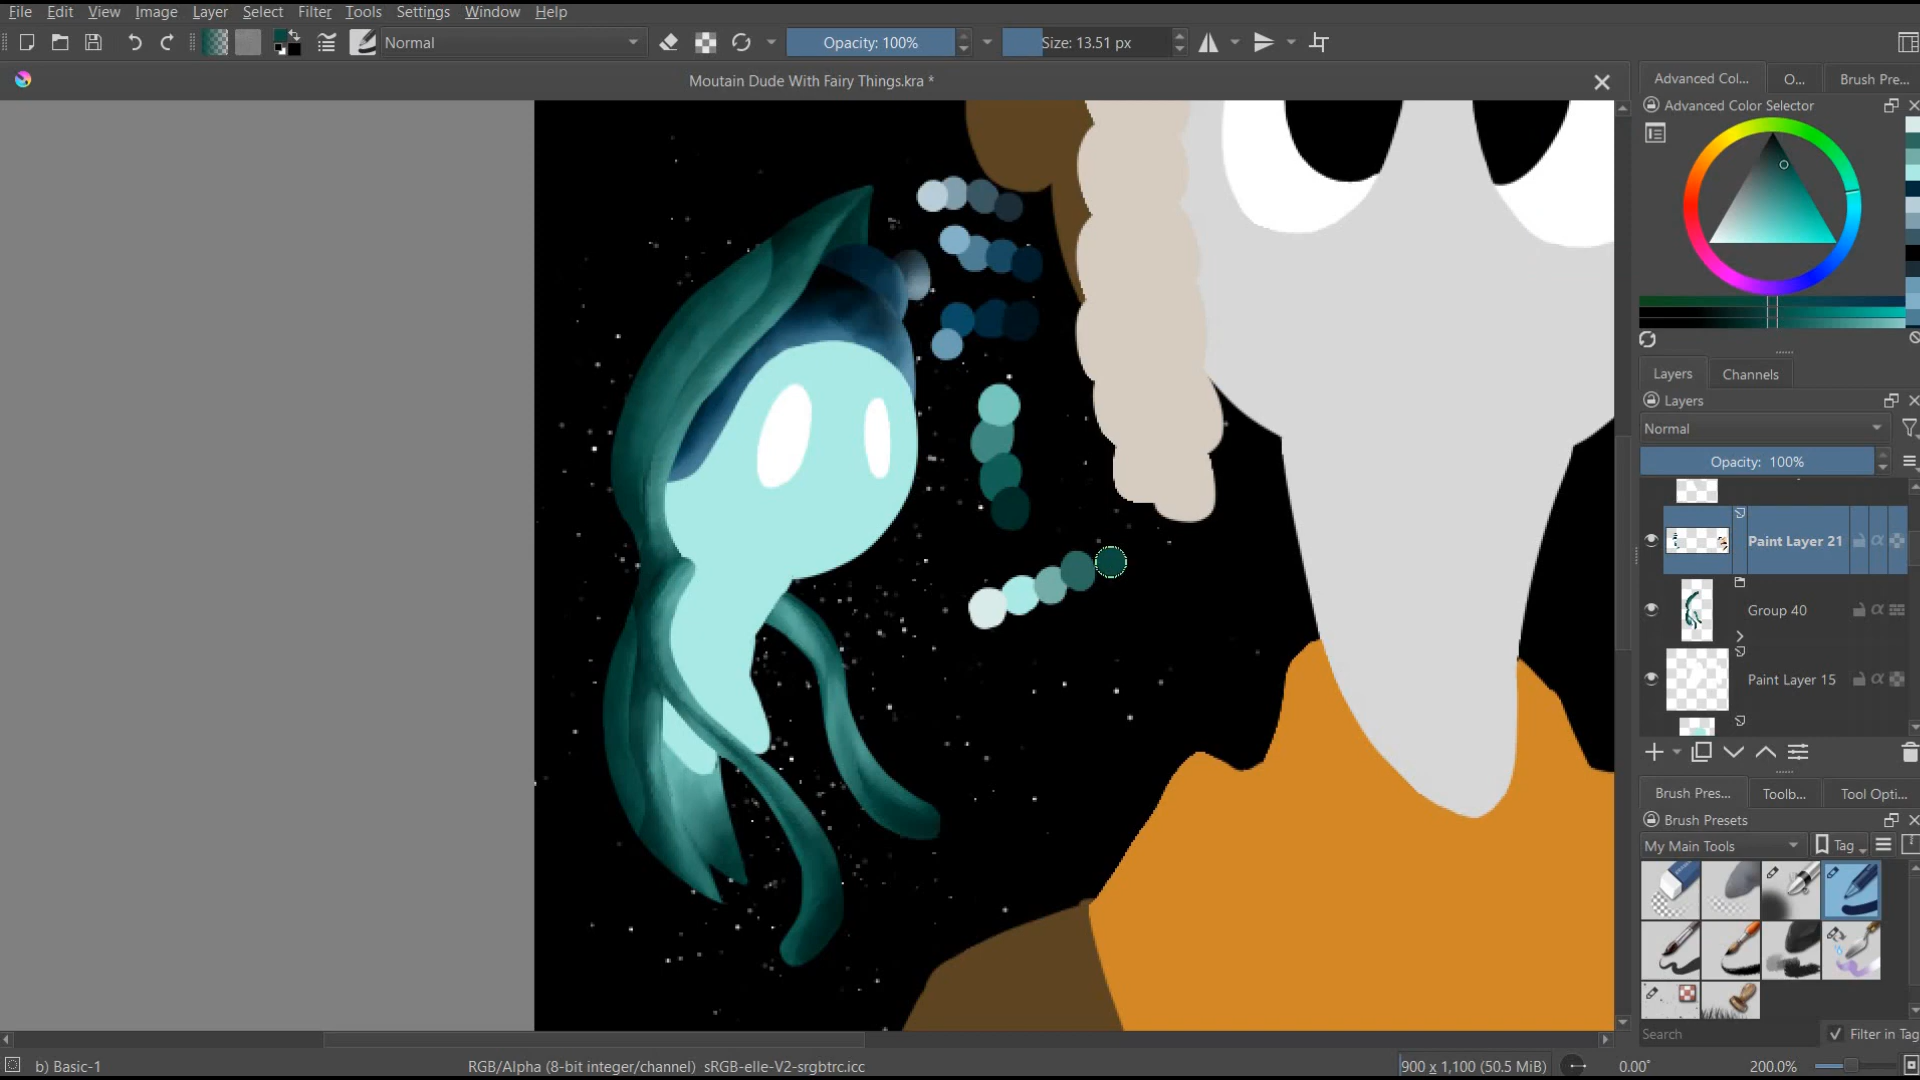 File Edit View Image Layer Select Filter Tools Settings Window Help
Normal Opacity: 100% Size: 13.51 px
Moutain Dude With Fairy Things.kra *
Advanced Col... O... Brush Pre...
Advanced Color Selector
Layers Channels
Layers
Normal
Opacity: 100%
Paint Layer 21
Group 40
Paint Layer 15
Brush Pres... Toolb... Tool Opti...
Brush Presets
My Main Tools Tag
Search Filter in Tag
b) Basic-1 RGB/Alpha (8-bit integer/channel) sRGB-elle-V2-srgbtrc.icc 900 x 1,100 (50.5 MiB) 0.00° 200.0%